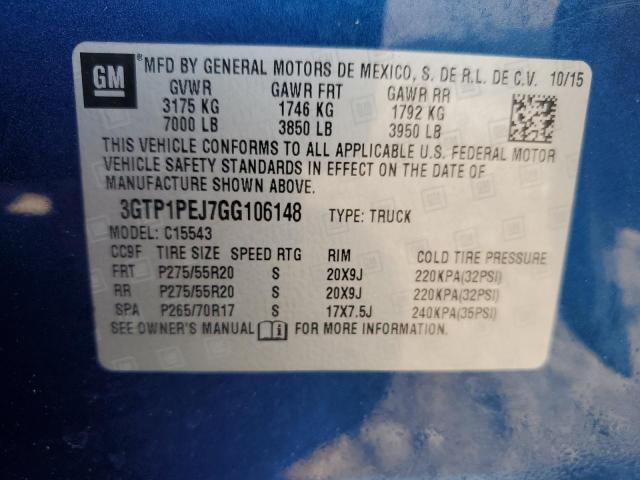 GM ® MFD BY GENERAL MOTORS DE MEXICO, S. DE R.L. DE C.V. 10/15
GVWR GAWR FRT GAWR RR
3175 KG 1746 KG 1792 KG
7000 LB 3850 LB 3950 LB
THIS VEHICLE CONFORMS TO ALL APPLICABLE U.S. FEDERAL MOTOR
VEHICLE SAFETY STANDARDS IN EFFECT ON THE DATE OF
MANUFACTURE SHOWN ABOVE.
3GTP1PEJ7GG106148 TYPE: TRUCK
MODEL: C15543
CC9F TIRE SIZE SPEED RTG RIM COLD TIRE PRESSURE
FRT P275/55R20 S 20X9J 220KPA(32PSI)
RR P275/55R20 S 20X9J 220KPA(32PSI)
SPA P265/70R17 S 17X7.5J 240KPA(35PSI)
SEE OWNER'S MANUAL FOR MORE INFORMATION.